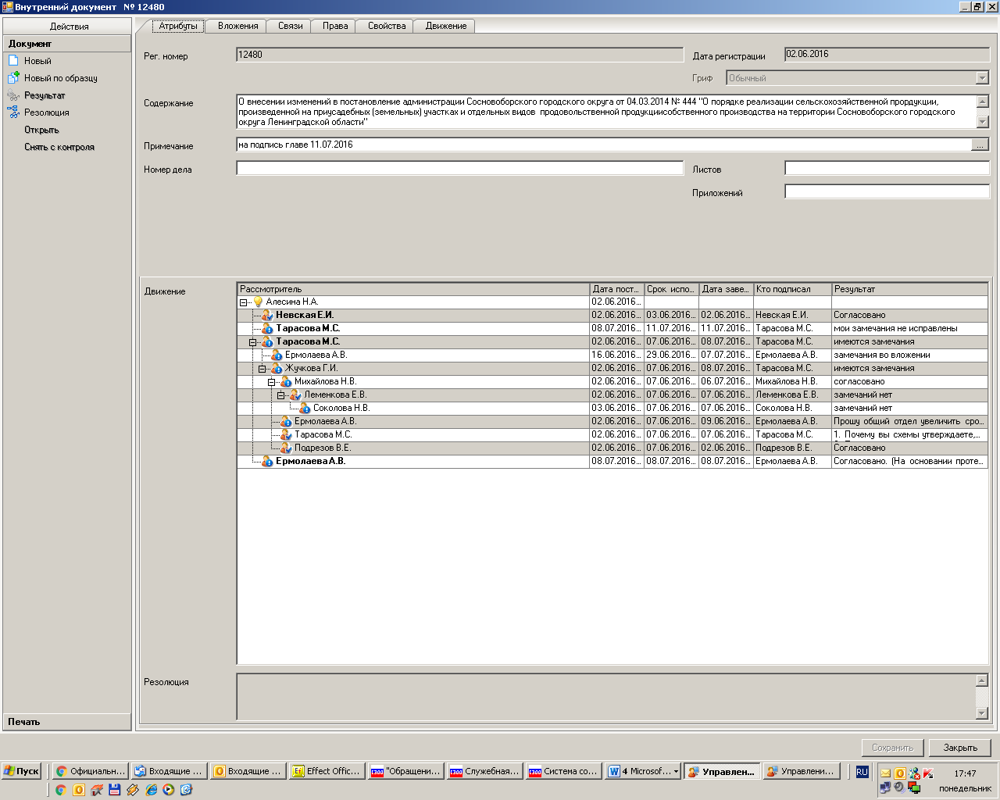 Внутренний документ № 12480
Действия
Документ
Новый
Новый по образцу
Результат
Резолюция
Открыть
Снять с контроля
Печать
Атрибуты Вложения Связи Права Свойства Движение
Рег. номер 12480 Дата регистрации 02.06.2016
Гриф Обычный
Содержание
О внесении изменений в постановление администрации Сосновоборского городского округа от 04.03.2014 № 444 "О порядке реализации сельскохозяйственной прордукции,
произведенной на приусадебных (земельных) участках и отдельных видов продовольственной продукциисобственного производства на территории Сосновоборского городского
округа Ленинградской области"
Примечание на подпись главе 11.07.2016 ...
Номер дела Листов
Приложений
Движение
Рассмотритель Дата пост... Срок испо... Дата заве... Кто подписал Результат
Алесина Н.А. 02.06.2016...
Невская Е.И. 02.06.2016... 03.06.2016... 02.06.2016... Невская Е.И. Согласовано
Тарасова М.С. 08.07.2016... 11.07.2016... 11.07.2016... Тарасова М.С. мои замечания не исправлены
Тарасова М.С. 02.06.2016... 07.06.2016... 08.07.2016... Тарасова М.С. имеются замечания
Ермолаева А.В. 16.06.2016... 29.06.2016... 07.07.2016... Ермолаева А.В. замечания во вложении
Жучкова Г.И. 02.06.2016... 07.06.2016... 08.07.2016... Тарасова М.С. имеются замечания
Михайлова Н.В. 02.06.2016... 07.06.2016... 06.07.2016... Михайлова Н.В. согласовано
Леменкова Е.В. 02.06.2016... 07.06.2016... 07.06.2016... Леменкова Е.В. замечаний нет
Соколова Н.В. 03.06.2016... 07.06.2016... 07.06.2016... Соколова Н.В. замечаний нет
Ермолаева А.В. 02.06.2016... 07.06.2016... 09.06.2016... Ермолаева А.В. Прошу общий отдел увеличить сро...
Тарасова М.С. 02.06.2016... 07.06.2016... 07.06.2016... Тарасова М.С. 1. Почему вы схемы утверждаете,...
Подрезов В.Е. 02.06.2016... 07.06.2016... 02.06.2016... Подрезов В.Е. Согласовано
Ермолаева А.В. 08.07.2016... 08.07.2016... 08.07.2016... Ермолаева А.В. Согласовано. (На основании проте...
Резолюция
Сохранить Закрыть
Пуск Официальн... Входящие ... Входящие ... Effect Offic... "Обращени... Служебная... Система со... 4 Microsof... Управлен... Управлени... RU 17:47
понедельник